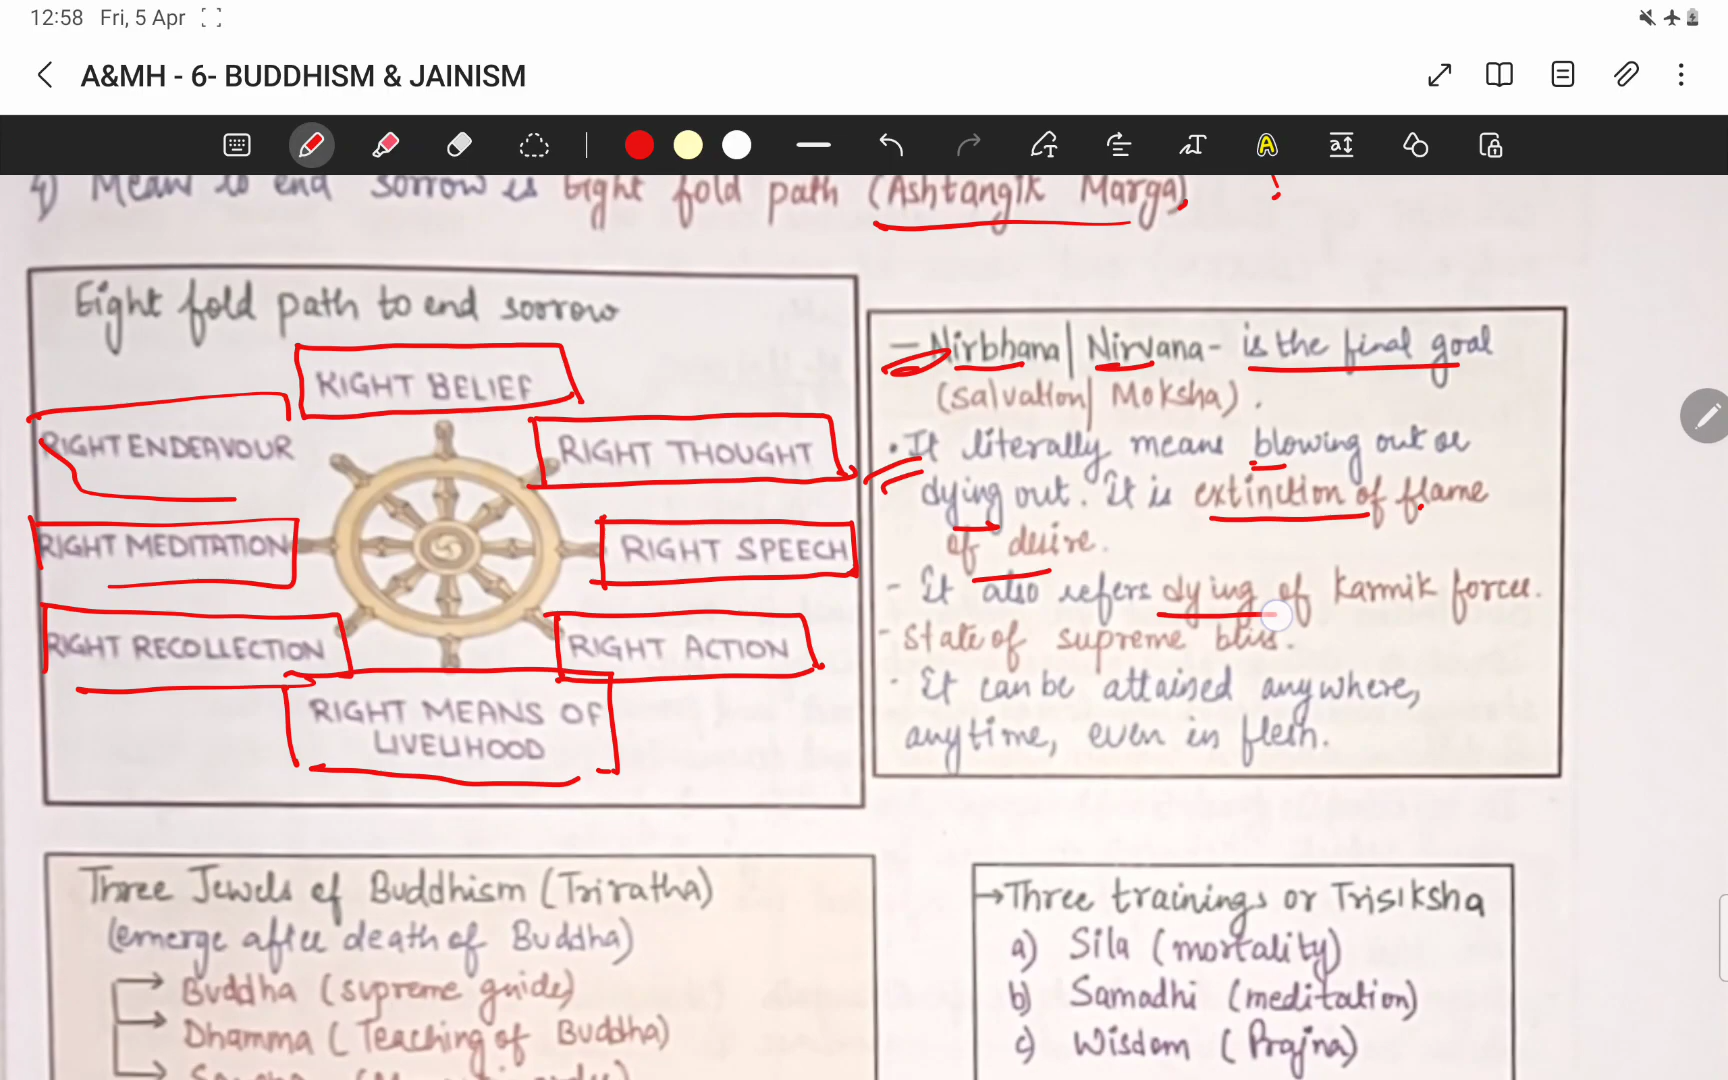 12:58 Fri, 5 Apr
A&MH - 6- BUDDHISM & JAINISM
4) Means to end sorrow is Eight fold path (Ashtangik Marga).
Eight fold path to end sorrow
RIGHT BELIEF
RIGHT ENDEAVOUR
RIGHT THOUGHT
RIGHT MEDITATION
RIGHT SPEECH
RIGHT RECOLLECTION
RIGHT ACTION
RIGHT MEANS OF
LIVELIHOOD
— Nirbhana| Nirvana- is the final goal
(salvation| Moksha).
• It literally means blowing out or
dying out. It is extinction of flame
of desire.
- It also refers dying of Karmik forces.
- State of supreme bliss.
- It can be attained anywhere,
anytime, even in flesh.
Three Jewels of Buddhism (Triratha)
(emerge after death of Buddha)
→ Buddha (supreme guide)
→ Dhamma (Teaching of Buddha)
→Three trainings or Trisiksha
a) Sila (mortality)
b) Samadhi (meditation)
c) Wisdom (Prajna)